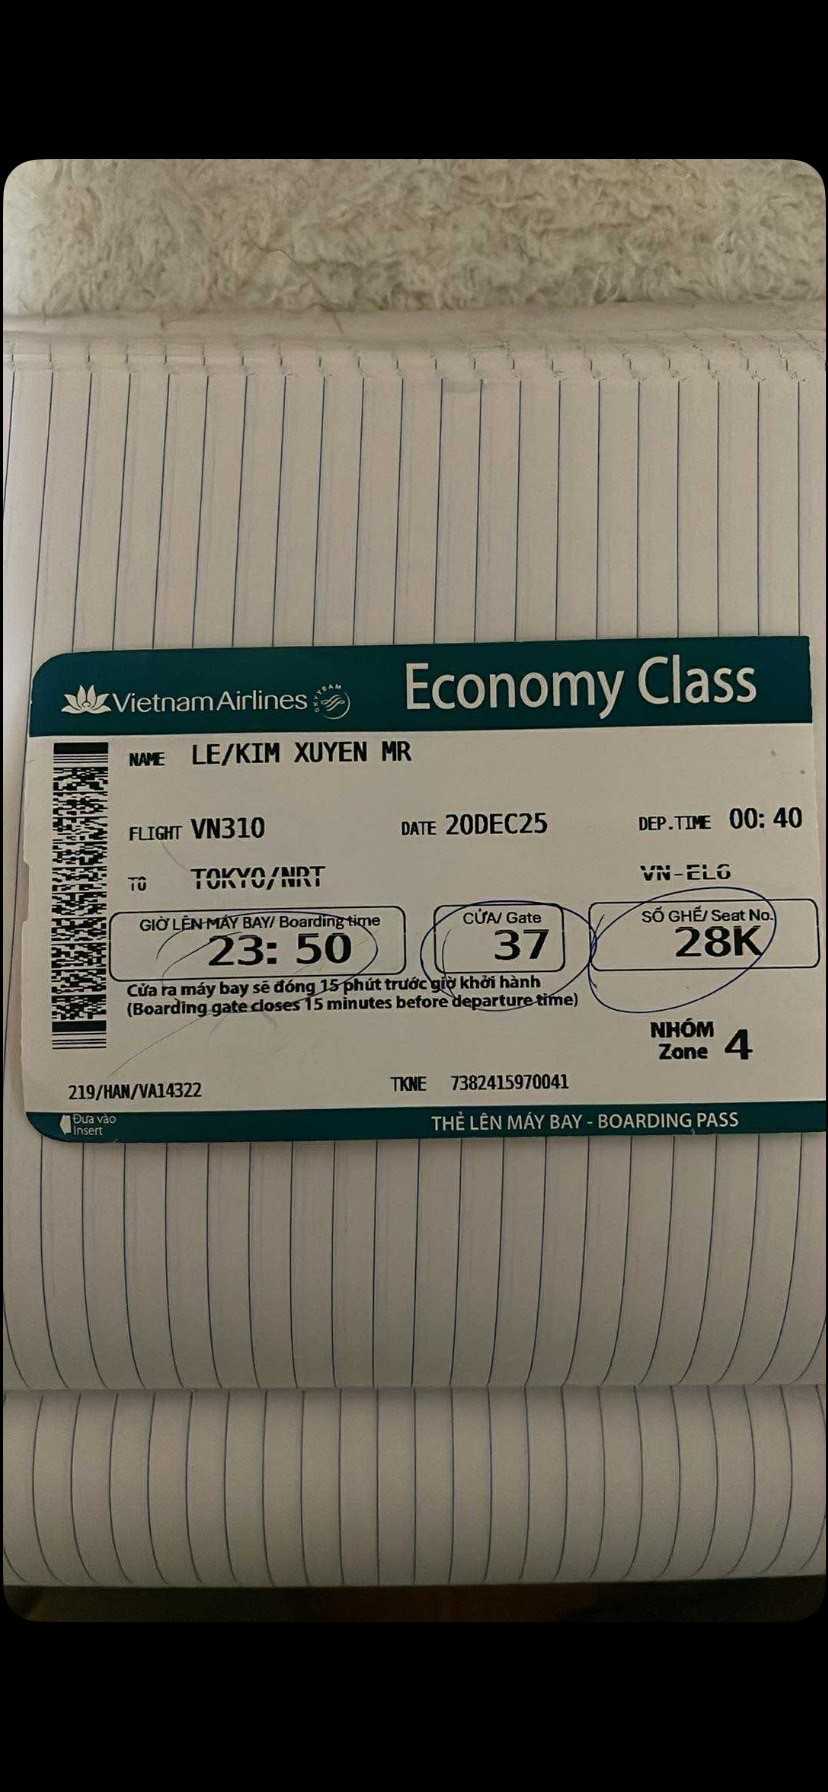 VietnamAirlines SKYTEAM Economy Class
NAME LE/KIM XUYEN MR
FLIGHT VN310 DATE 20DEC25 DEP.TIME 00: 40
TO TOKYO/NRT VN-EL6
GIỜ LÊN MÁY BAY/ Boarding time CỬA/ Gate SỐ GHẾ/ Seat No.
23: 50 37 28K
Cửa ra máy bay sẽ đóng 15 phút trước giờ khởi hành
(Boarding gate closes 15 minutes before departure time)
NHÓM
Zone 4
219/HAN/VA14322 TKNE 7382415970041
Đưa vào
Insert
THẺ LÊN MÁY BAY - BOARDING PASS